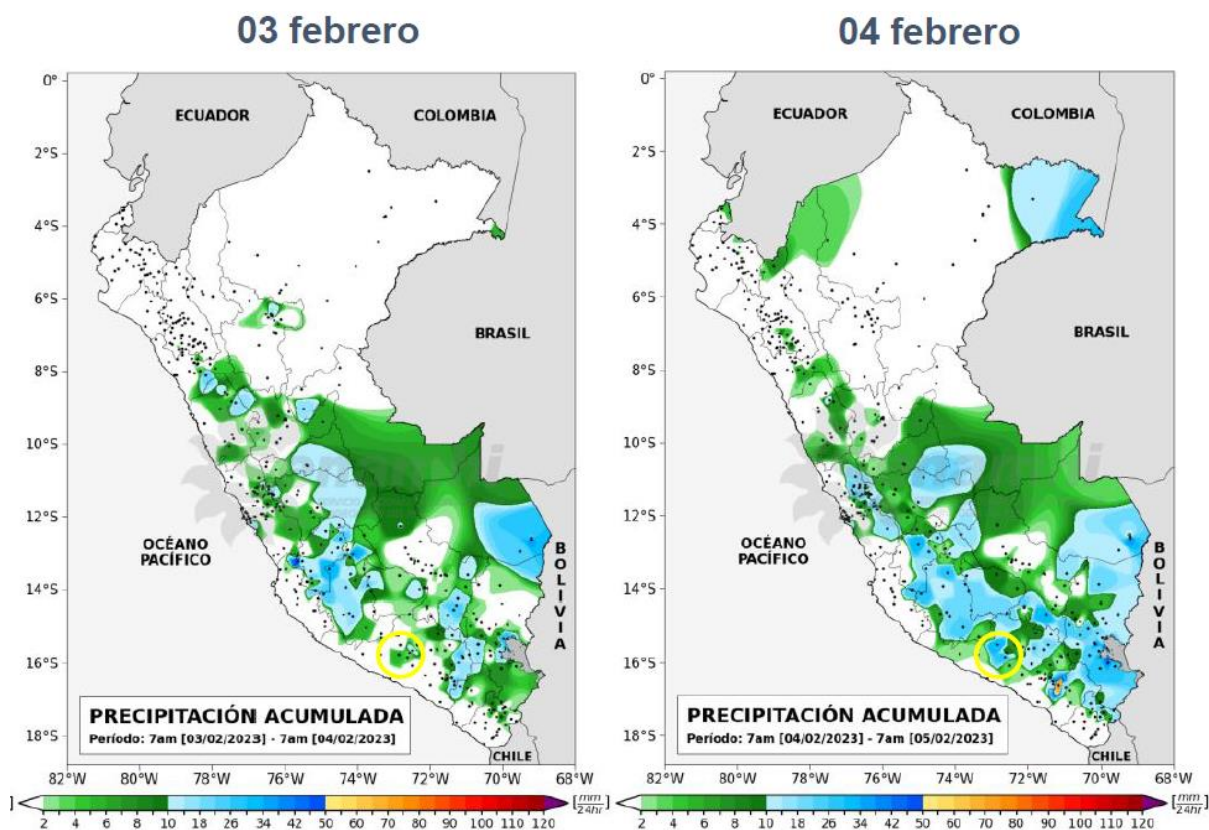 03 febrero
04 febrero
0°
2°S
4°S
6°S
8°S
10°S
12°S
14°S
16°S
18°S
ECUADOR
COLOMBIA
BRASIL
OCÉANO
PACÍFICO
BOLIVIA
CHILE
PRECIPITACIÓN ACUMULADA
Período: 7am [03/02/2023] - 7am [04/02/2023]
82°W 80°W 78°W 76°W 74°W 72°W 70°W 68°W
] 2 4 6 8 10 18 26 34 42 50 60 70 80 90 100 110 120 [mm/24hr]
0°
2°S
4°S
6°S
8°S
10°S
12°S
14°S
16°S
18°S
ECUADOR
COLOMBIA
BRASIL
OCÉANO
PACÍFICO
BOLIVIA
CHILE
PRECIPITACIÓN ACUMULADA
Período: 7am [04/02/2023] - 7am [05/02/2023]
82°W 80°W 78°W 76°W 74°W 72°W 70°W 68°W
2 4 6 8 10 18 26 34 42 50 60 70 80 90 100 110 120 [mm/24hr]